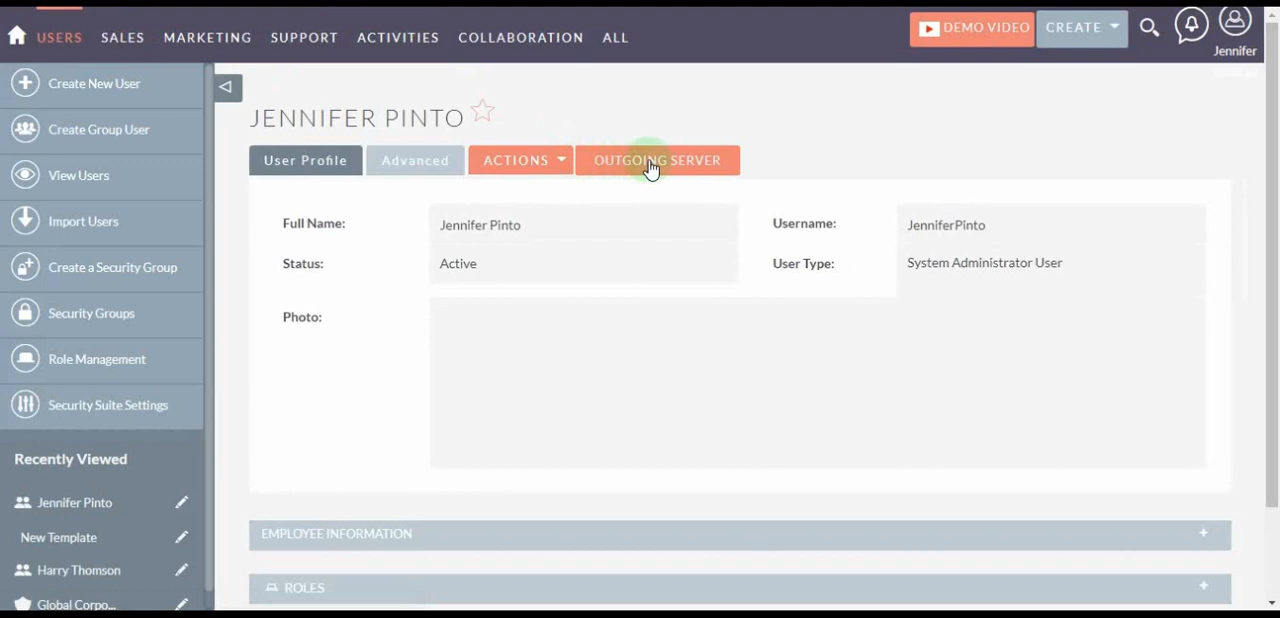 USERS SALES MARKETING SUPPORT ACTIVITIES COLLABORATION ALL DEMO VIDEO CREATE
Jennifer
Create New User
Create Group User
View Users
Import Users
Create a Security Group
Security Groups
Role Management
Security Suite Settings
Recently Viewed
Jennifer Pinto
New Template
Harry Thomson
Global Corpo...
JENNIFER PINTO
User Profile Advanced ACTIONS OUTGOING SERVER
Full Name: Jennifer Pinto Username: JenniferPinto
Status: Active User Type: System Administrator User
Photo:
EMPLOYEE INFORMATION +
ROLES +